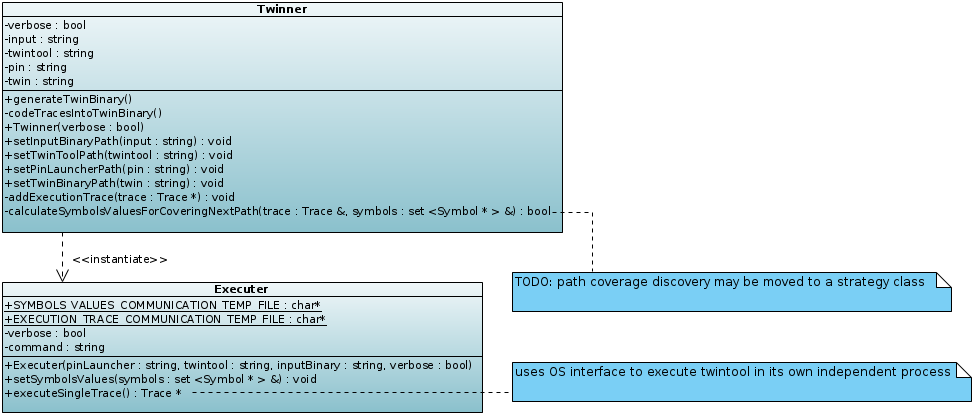 Twinner
-verbose : bool
-input : string
-twintool : string
-pin : string
-twin : string
+generateTwinBinary()
-codeTracesIntoTwinBinary()
+Twinner(verbose : bool)
+setInputBinaryPath(input : string) : void
+setTwinToolPath(twintool : string) : void
+setPinLauncherPath(pin : string) : void
+setTwinBinaryPath(twin : string) : void
-addExecutionTrace(trace : Trace *) : void
-calculateSymbolsValuesForCoveringNextPath(trace : Trace &, symbols : set <Symbol * > &) : bool
<<instantiate>>
TODO: path coverage discovery may be moved to a strategy class
Executer
+SYMBOLS_VALUES_COMMUNICATION_TEMP_FILE : char*
+EXECUTION_TRACE_COMMUNICATION_TEMP_FILE : char*
-verbose : bool
-command : string
+Executer(pinLauncher : string, twintool : string, inputBinary : string, verbose : bool)
+setSymbolsValues(symbols : set <Symbol * > &) : void
+executeSingleTrace() : Trace *
uses OS interface to execute twintool in its own independent process